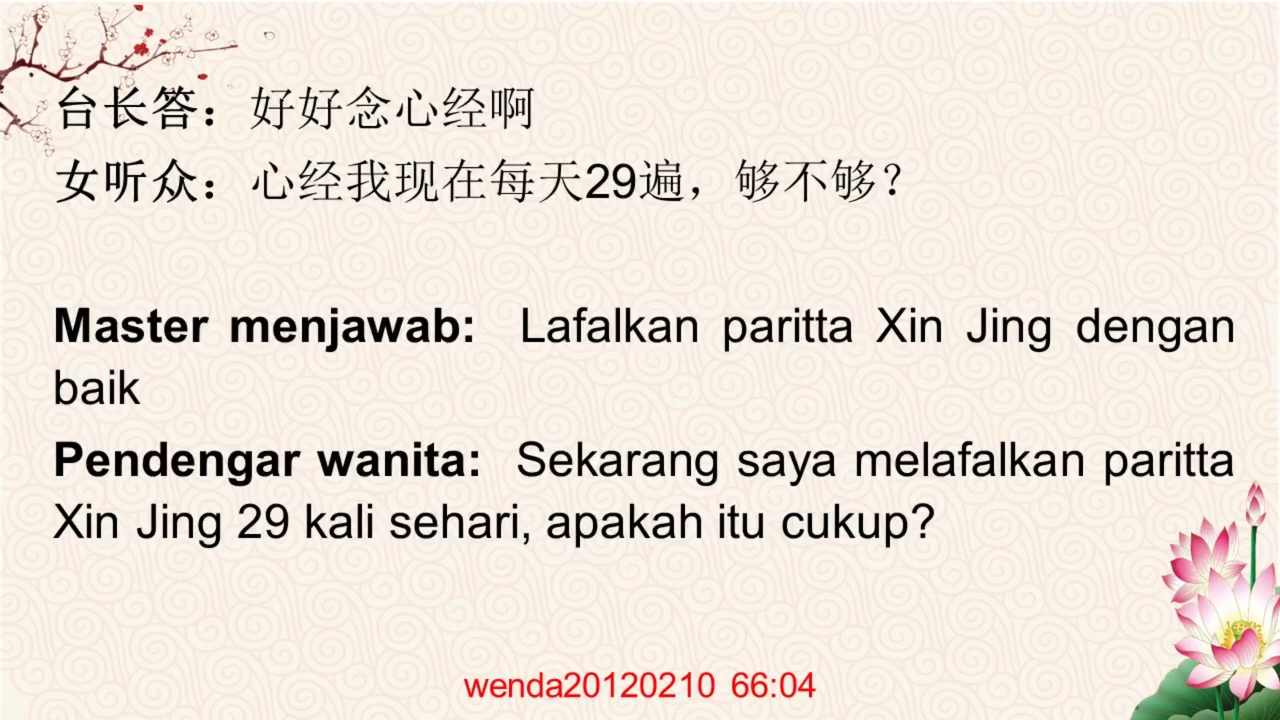 台长答：好好念心经啊
女听众：心经我现在每天29遍，够不够？
Master menjawab: Lafalkan paritta Xin Jing dengan
baik
Pendengar wanita: Sekarang saya melafalkan paritta
Xin Jing 29 kali sehari, apakah itu cukup?
wenda20120210 66:04